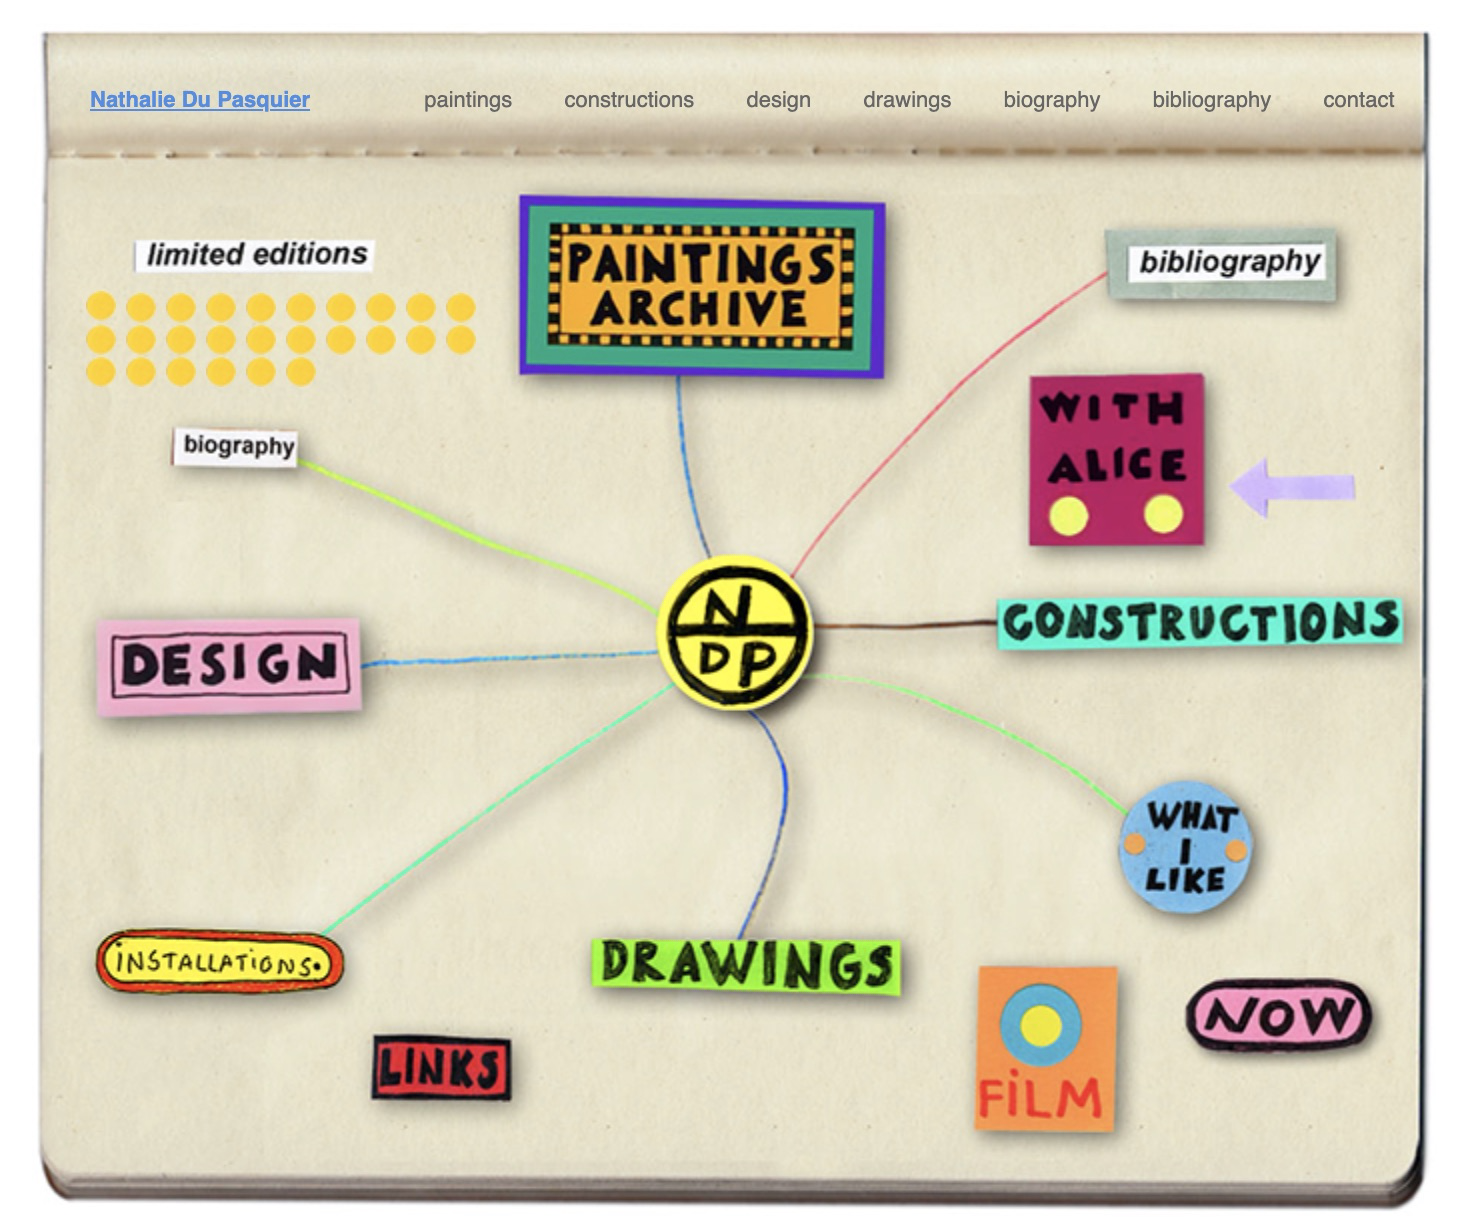 Nathalie Du Pasquier paintings constructions design drawings biography bibliography contact
limited editions
PAINTINGS
ARCHIVE
bibliography
WITH
ALICE
biography
N
DP
CONSTRUCTIONS
DESIGN
WHAT
I
LIKE
INSTALLATIONS.
DRAWINGS
FiLM
NOW
LINKS